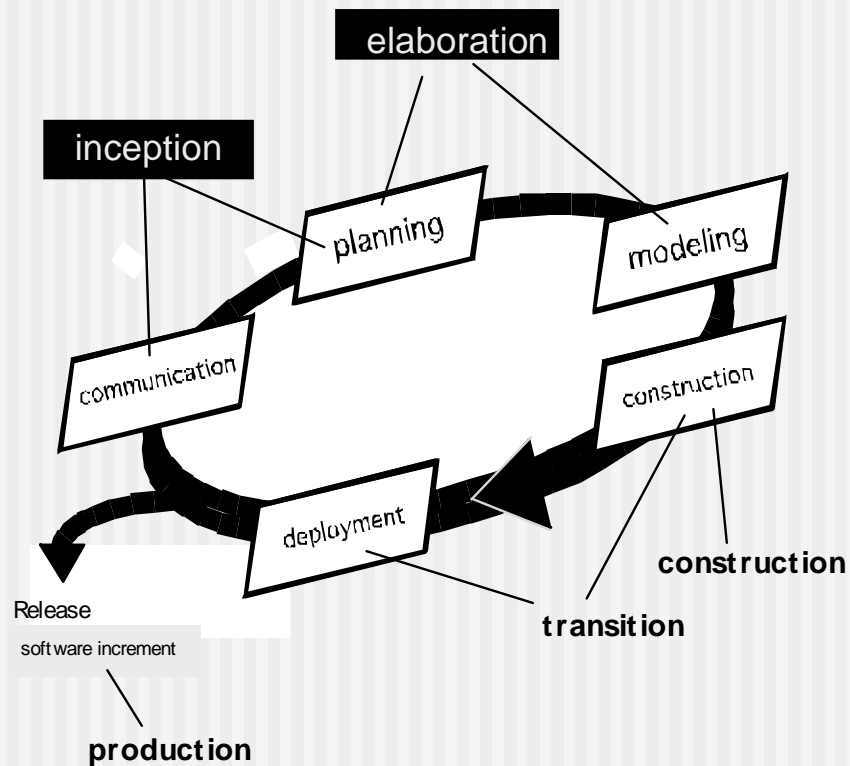 elaboration
inception
planning
modeling
communication
construction
deployment
construction
transition
Release
software increment
production